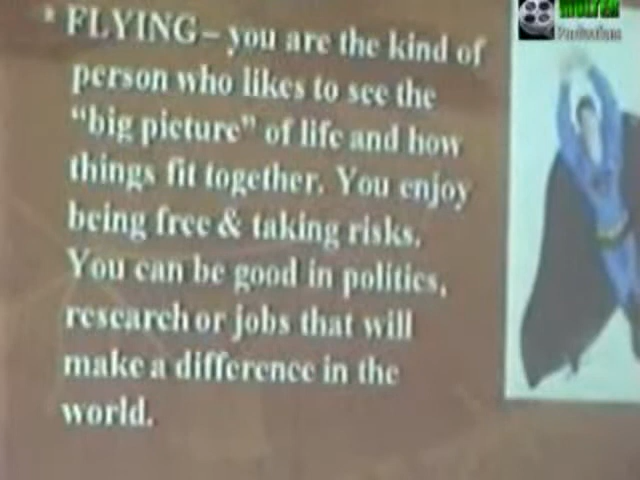 * FLYING – you are the kind of
person who likes to see the
“big picture” of life and how
things fit together. You enjoy
being free & taking risks.
You can be good in politics,
research or jobs that will
make a difference in the
world.
Productions